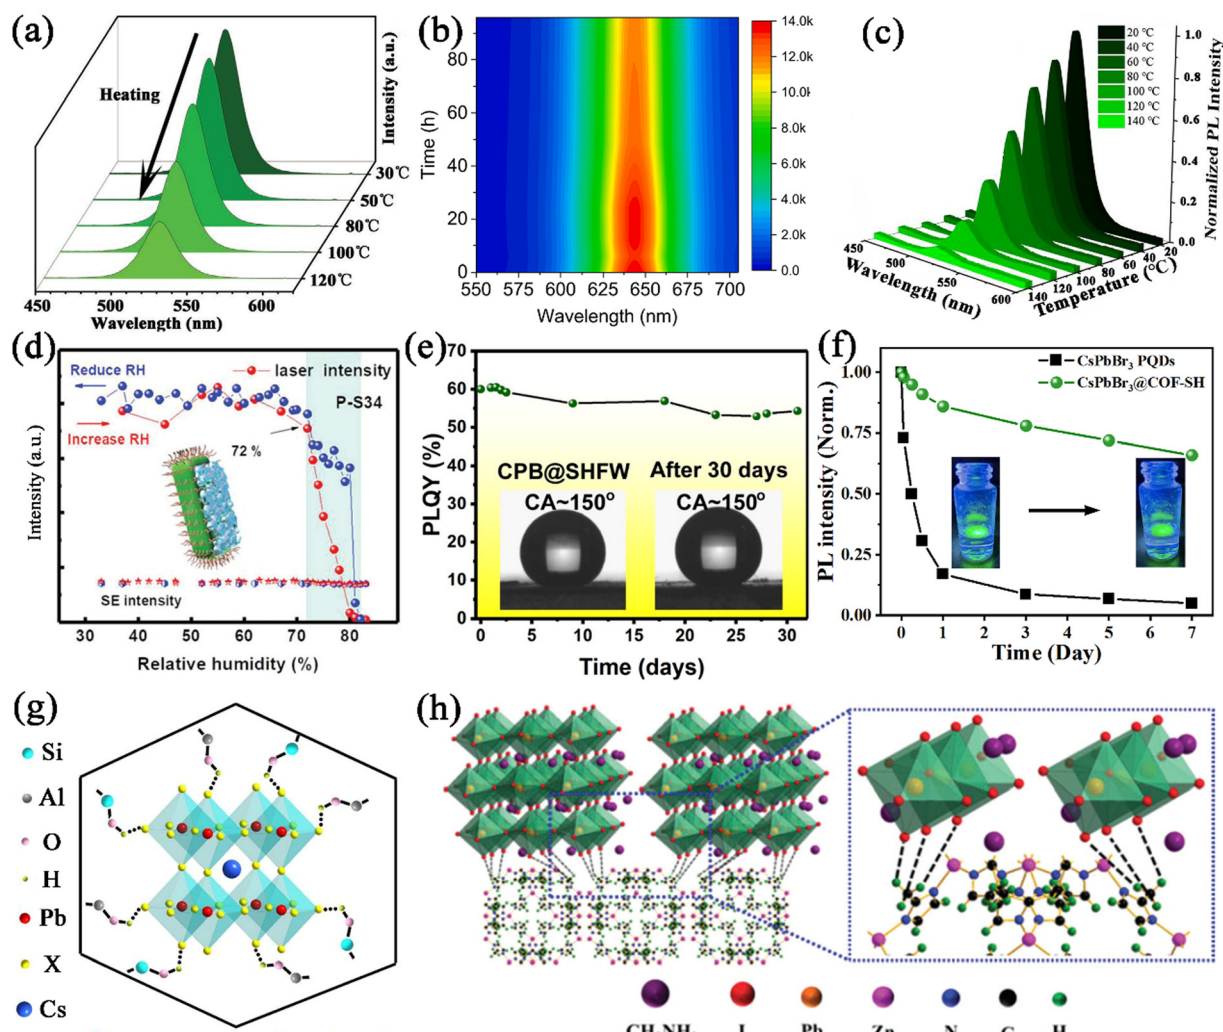 (a)
Heating
Intensity (a.u.)
30℃
50℃
80℃
100℃
120℃
450 500 550 600
Wavelength (nm)
(b)
Time (h)
80
60
40
20
0
550 575 600 625 650 675 700
Wavelength (nm)
14.0k
12.0k
10.0k
8.0k
6.0k
4.0k
2.0k
0.0
(c)
20 ℃
40 ℃
60 ℃
80 ℃
100 ℃
120 ℃
140 ℃
1.0
0.8
0.6
0.4
0.2
0.0
Normalized PL Intensity
450
500
550
600
Wavelength (nm)
20
40
60
80
100
120
140
Temperature (℃)
(d)
Reduce RH
laser intensity
P-S34
Increase RH
72 %
Intensity (a.u.)
SE intensity
30 40 50 60 70 80
Relative humidity (%)
(e)
PLQY (%)
70
60
50
40
30
20
10
0
CPB@SHFW
CA~150°
After 30 days
CA~150°
0 5 10 15 20 25 30
Time (days)
(f)
CsPbBr3 PQDs
CsPbBr3@COF-SH
PL intensity (Norm.)
1.00
0.75
0.50
0.25
0.00
0 1 2 3 4 5 6 7
Time (Day)
(g)
Si
Al
O
H
Pb
X
Cs
(h)